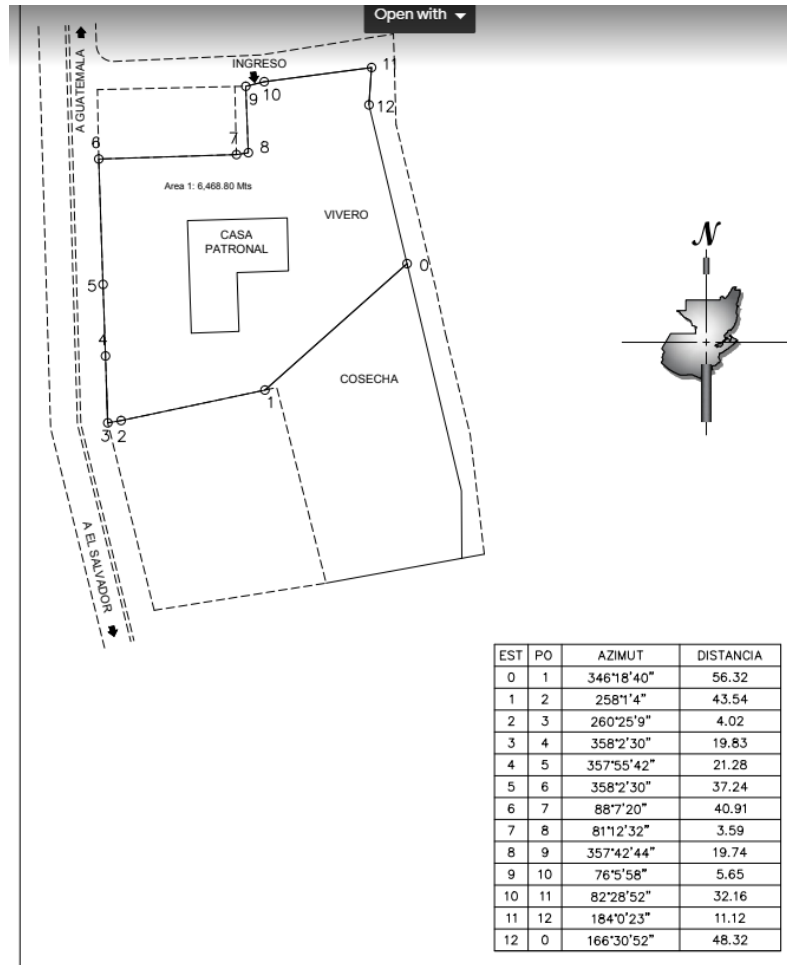 Open with
A GUATEMALA
INGRESO
11
9
10
12
6
7
8
Area 1: 6,468.80 Mts
VIVERO
CASA
PATRONAL
N
0
5
4
COSECHA
1
3
2
A EL SALVADOR
EST PO AZIMUT DISTANCIA
0 1 346°18'40" 56.32
1 2 258°1'4" 43.54
2 3 260°25'9" 4.02
3 4 358°2'30" 19.83
4 5 357°55'42" 21.28
5 6 358°2'30" 37.24
6 7 88°7'20" 40.91
7 8 81°12'32" 3.59
8 9 357°42'44" 19.74
9 10 76°5'58" 5.65
10 11 82°28'52" 32.16
11 12 184°0'23" 11.12
12 0 166°30'52" 48.32